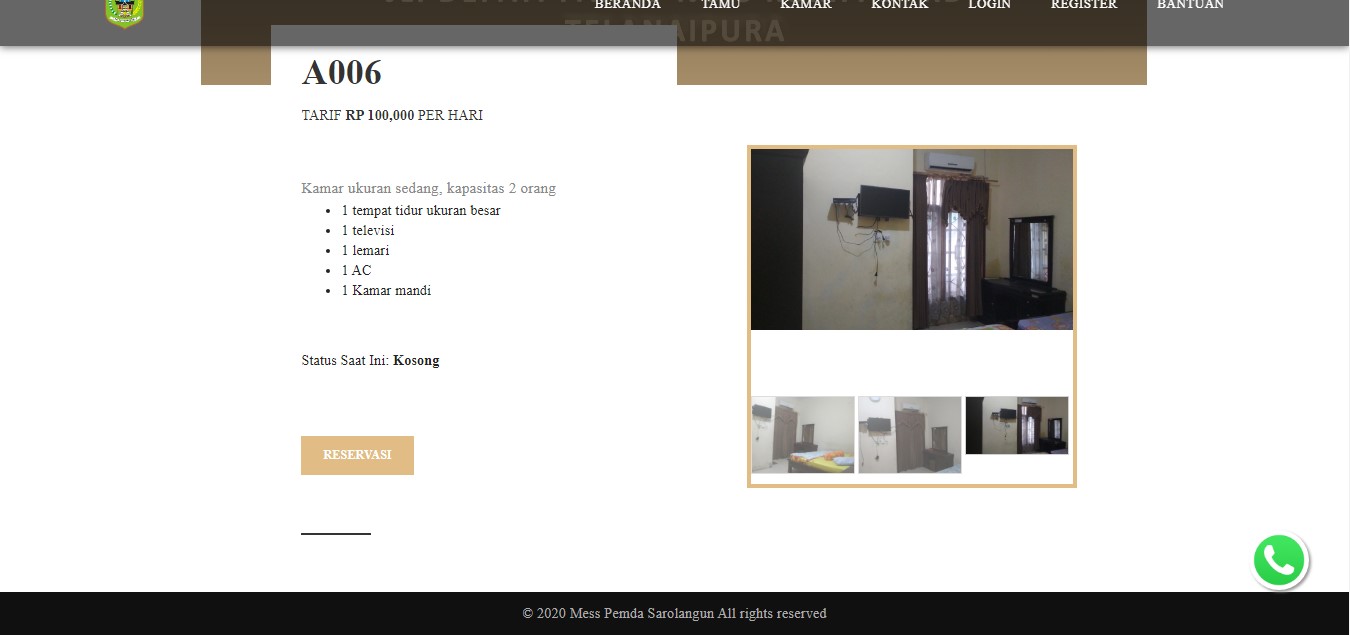 BERANDA TAMU KAMAR KONTAK LOGIN REGISTER BANTUAN
A006
TARIF RP 100,000 PER HARI
Kamar ukuran sedang, kapasitas 2 orang
• 1 tempat tidur ukuran besar
• 1 televisi
• 1 lemari
• 1 AC
• 1 Kamar mandi
Status Saat Ini: Kosong
RESERVASI
© 2020 Mess Pemda Sarolangun All rights reserved